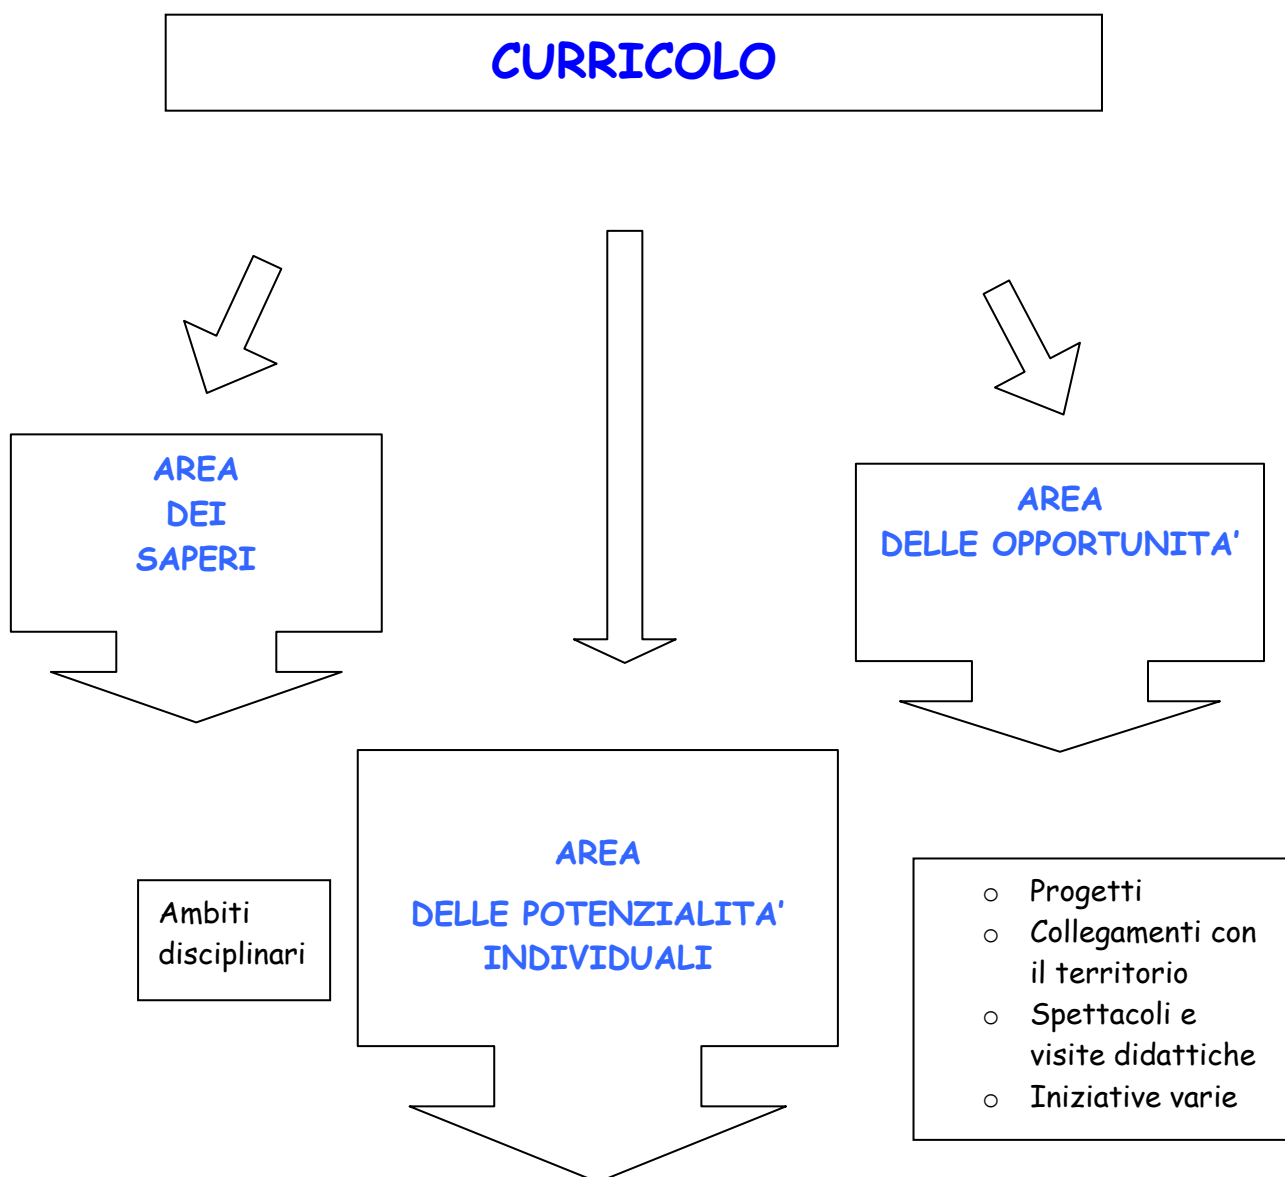 CURRICOLO
AREA
DEI
SAPERI
AREA
DELLE OPPORTUNITA'
AREA
DELLE POTENZIALITA'
INDIVIDUALI
Ambiti
disciplinari
o Progetti
o Collegamenti con
il territorio
o Spettacoli e
visite didattiche
o Iniziative varie